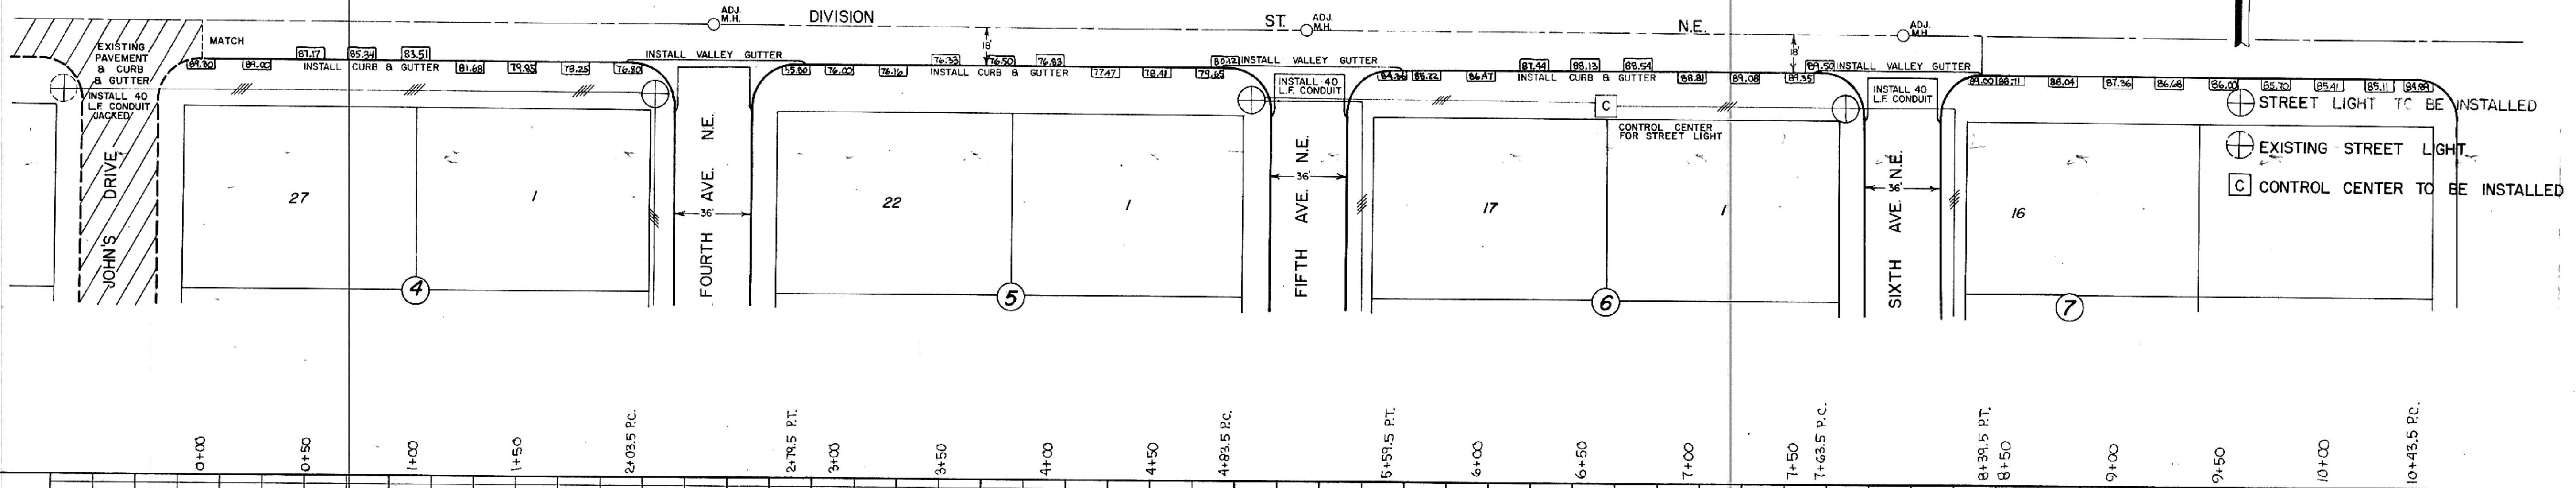 DIVISION ST. N.E.
ADJ.
M.H.
ADJ.
M.H.
ADJ.
M.H.
MATCH
EXISTING
PAVEMENT
& CURB
& GUTTER
INSTALL 40
L.F. CONDUIT
JACKED
JOHN'S DRIVE
89.80 89.00 87.17 85.34 83.51 81.68 79.85 78.25 76.80
INSTALL CURB & GUTTER
INSTALL VALLEY GUTTER
27
1
4
FOURTH AVE. N.E.
36'
76.00 76.16 76.33 76.50 76.83 77.47 78.41 79.65 80.12
18'
INSTALL CURB & GUTTER
INSTALL VALLEY GUTTER
INSTALL 40
L.F. CONDUIT
22
1
5
FIFTH AVE. N.E.
36'
84.36 85.22 86.47 87.44 88.13 88.54 88.81 89.08 89.35 89.50
18'
INSTALL CURB & GUTTER
C
CONTROL CENTER
FOR STREET LIGHT
INSTALL VALLEY GUTTER
INSTALL 40
L.F. CONDUIT
17
1
6
SIXTH AVE. N.E.
36'
89.00 88.71 88.04 87.36 86.68 86.00 85.70 85.41 85.11
16
7
STREET LIGHT TO BE INSTALLED
EXISTING STREET LIGHT
C CONTROL CENTER TO BE INSTALLED
0+00
0+50
1+00
1+50
2+03.5 P.C.
2+79.5 P.T.
3+00
3+50
4+00
4+50
4+83.5 P.C.
5+59.5 P.T.
6+00
6+50
7+00
7+50
7+63.5 P.C.
8+39.5 P.T.
8+50
9+00
9+50
10+00
10+43.5 P.C.